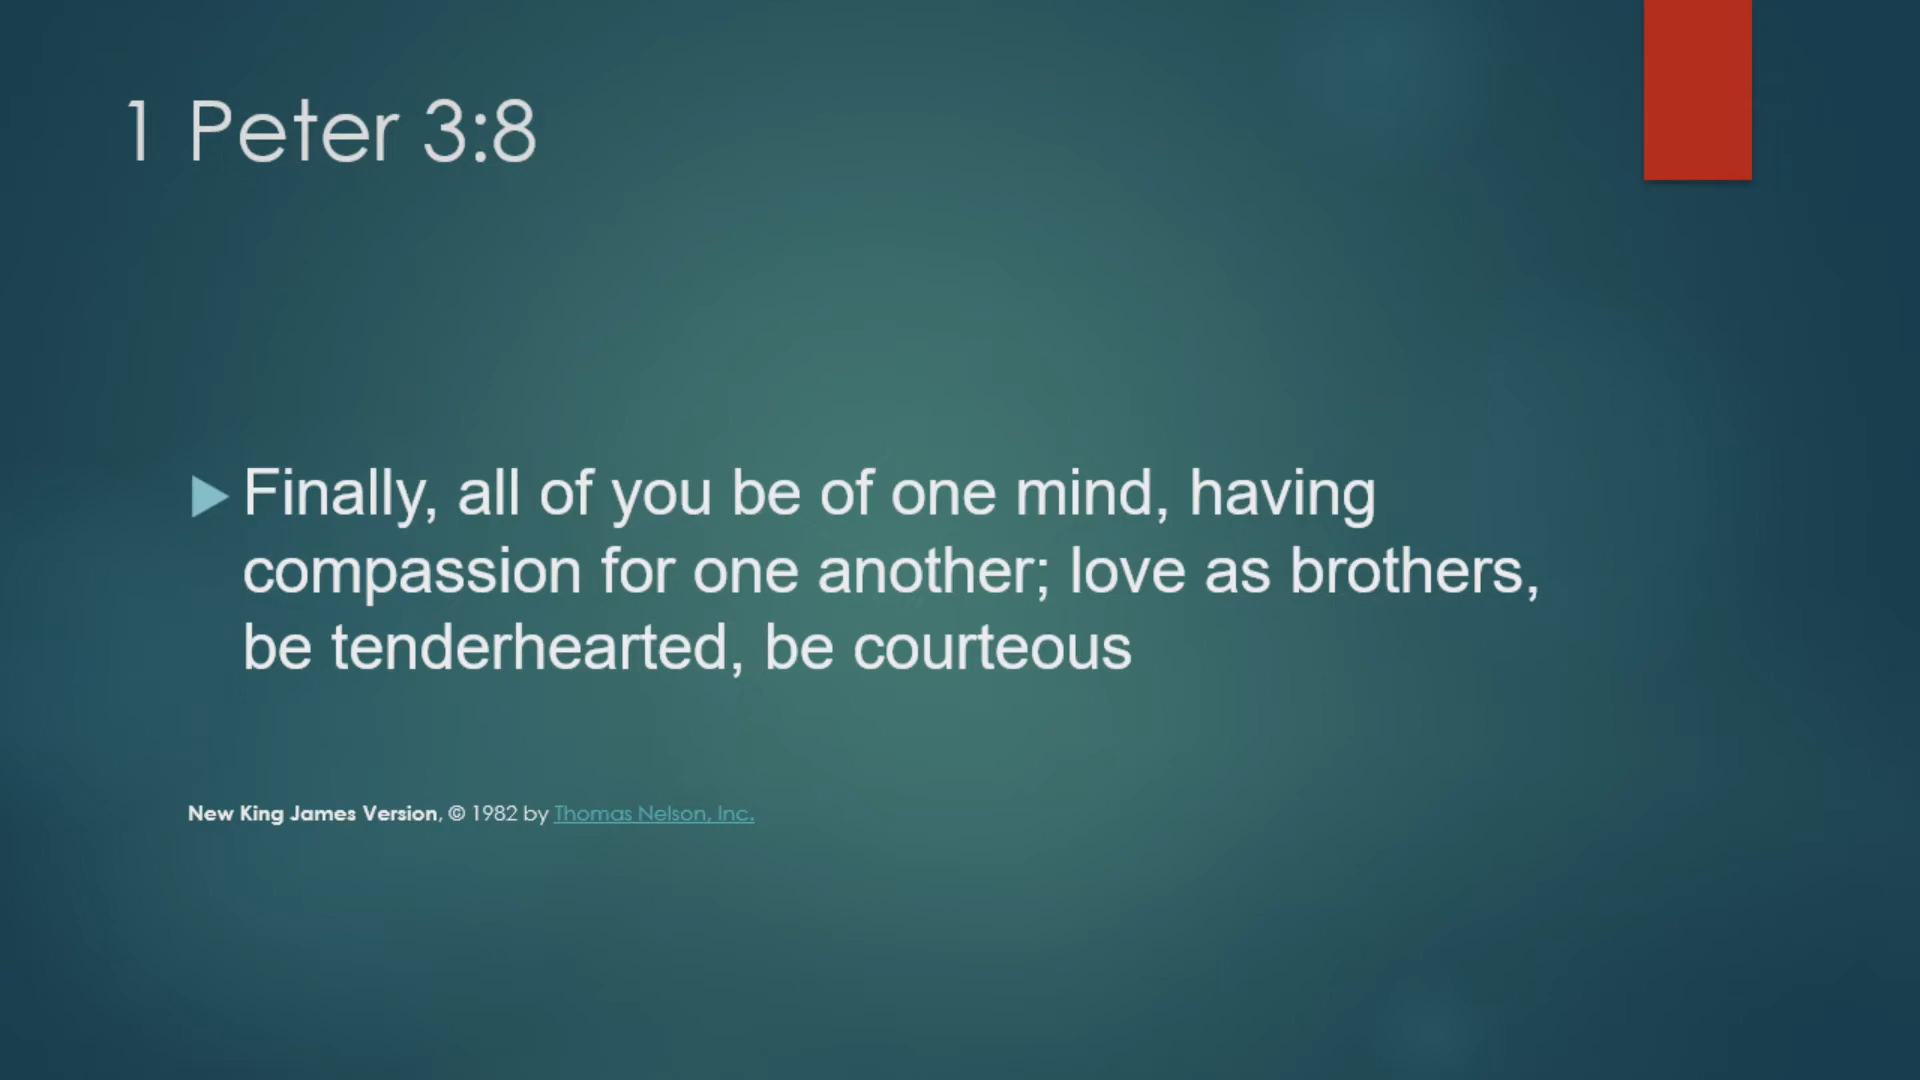 1 Peter 3:8
Finally, all of you be of one mind, having
compassion for one another; love as brothers,
be tenderhearted, be courteous
New King James Version, © 1982 by Thomas Nelson, Inc.